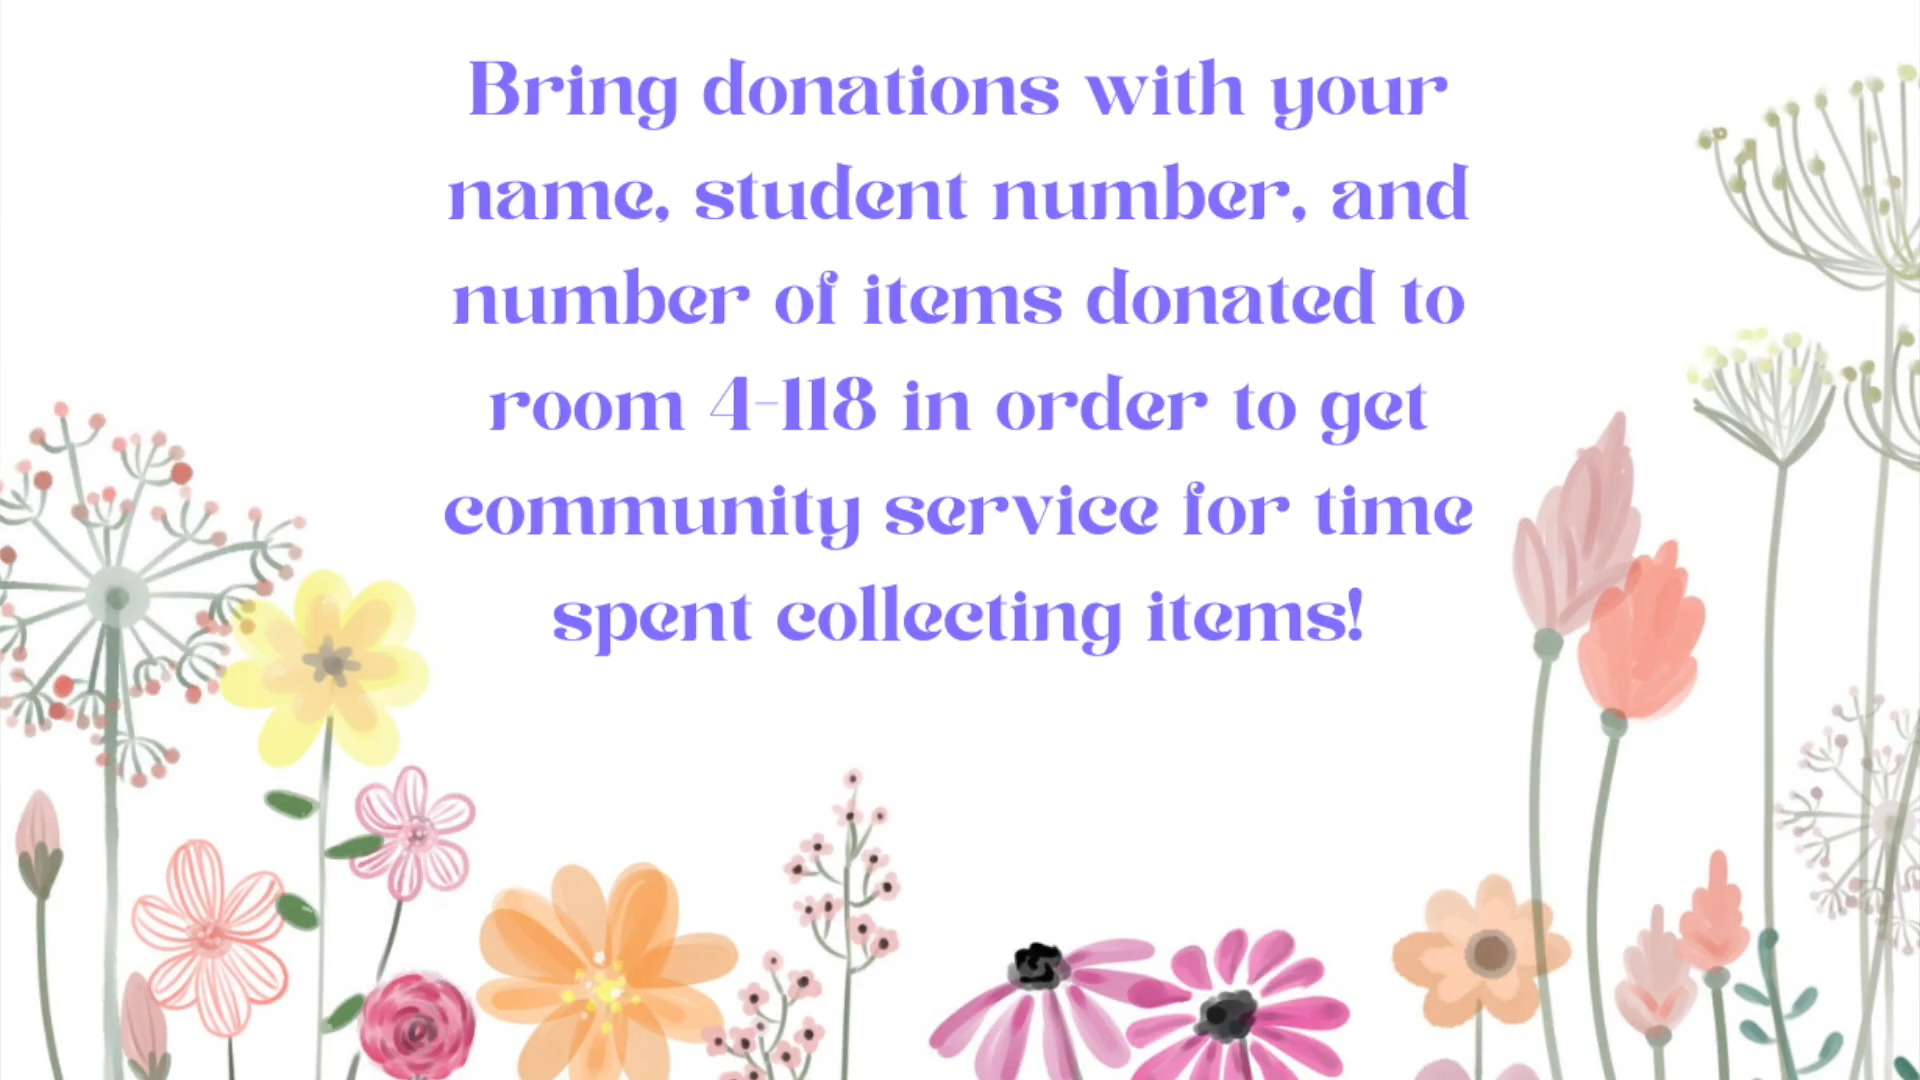 Bring donations with your
name, student number, and
number of items donated to
room 4-118 in order to get
community service for time
spent collecting items!